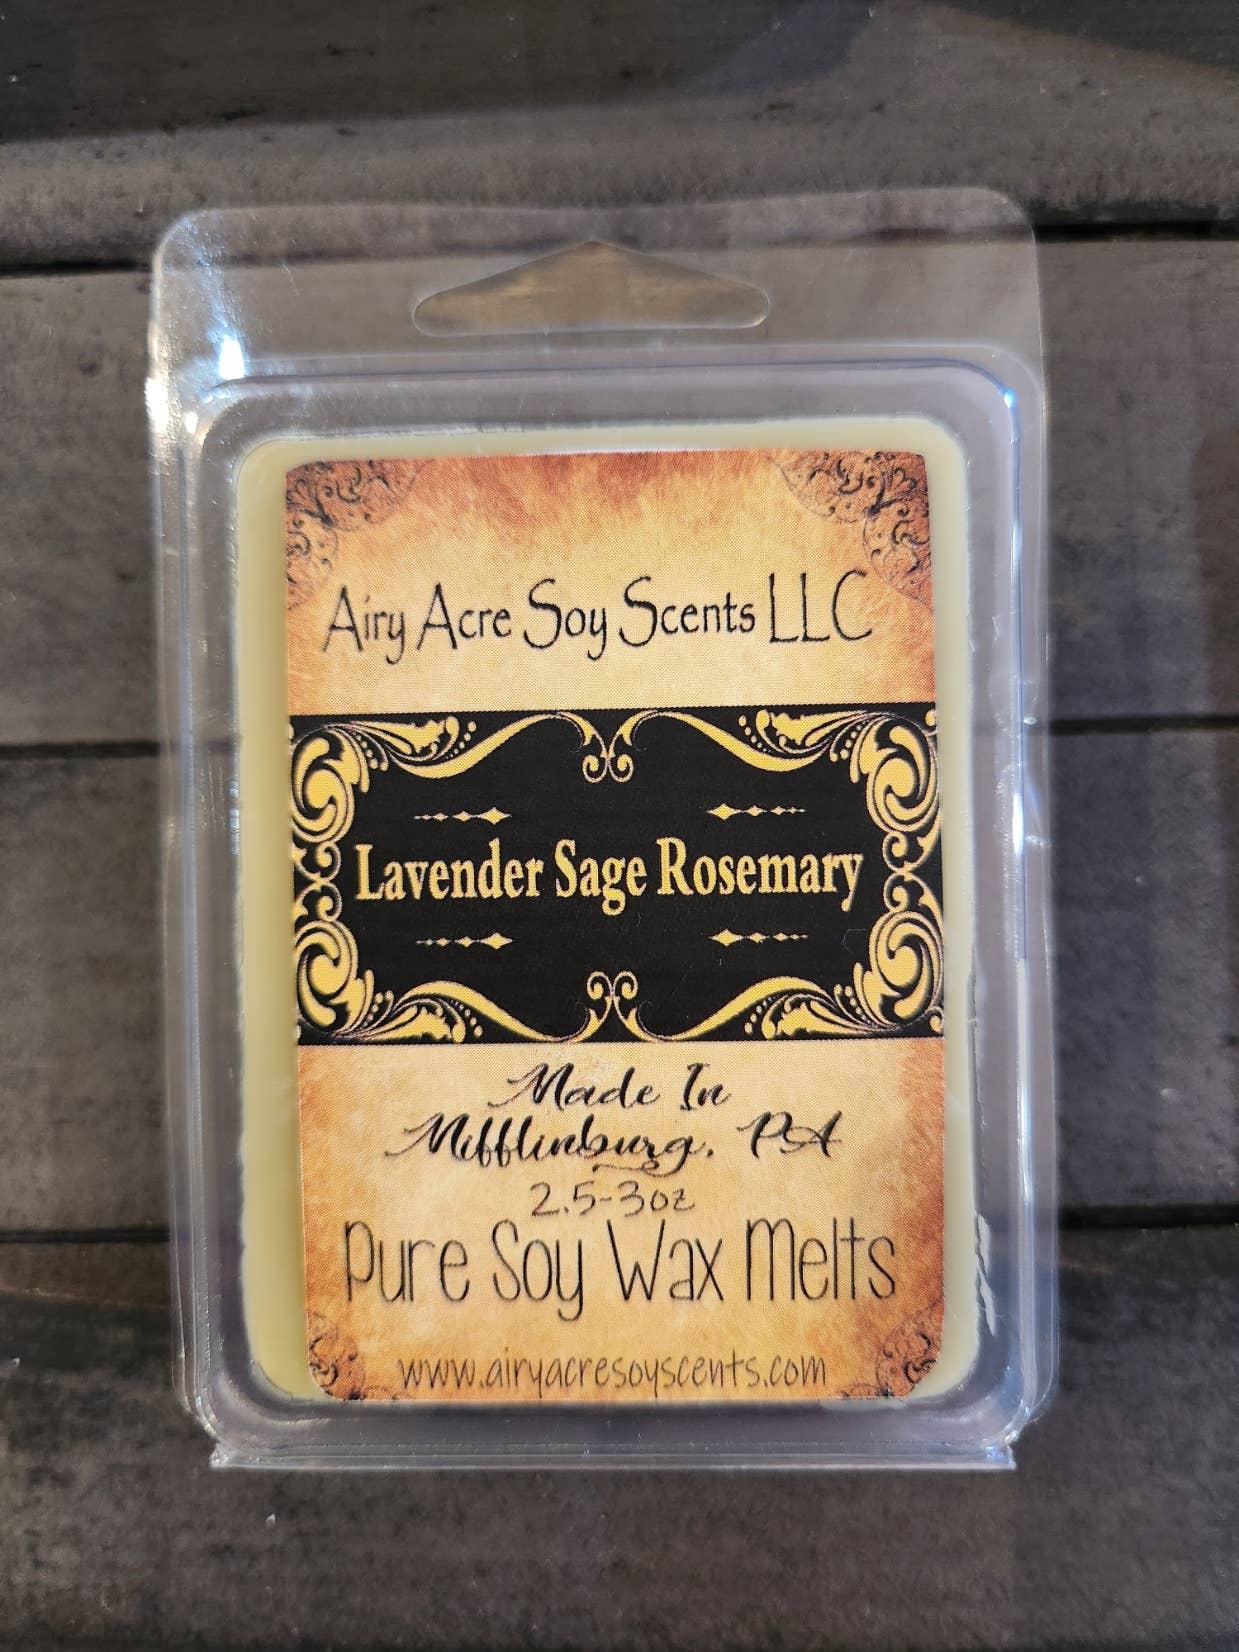 Airy Acre Soy Scents LLC
Lavender Sage Rosemary
Made In
Mifflinburg, PA
2.5-3oz
Pure Soy Wax Melts
www.airyacresoyscents.com